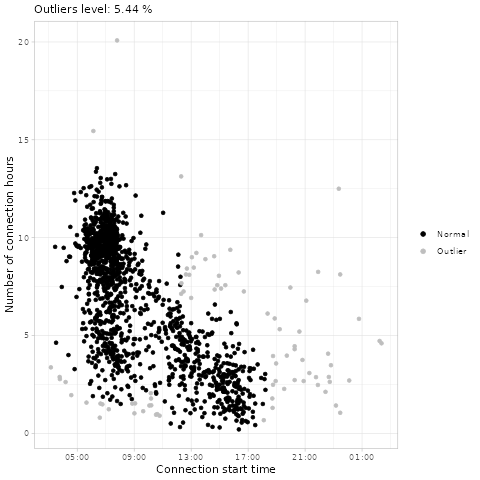 Outliers level: 5.44 %
20
15
10
5
0
Number of connection hours
05:00 09:00 13:00 17:00 21:00 01:00
Connection start time
Normal
Outlier